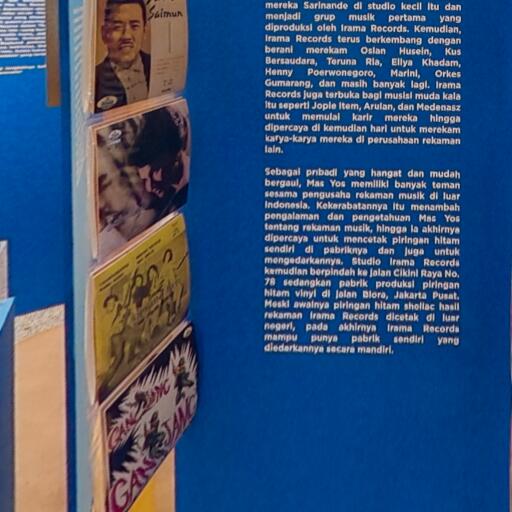 Saimun
mereka Sarinande di studio kecil itu dan
menjadi grup musik pertama yang
diproduksi oleh Irama Records. Kemudian,
Irama Records terus berkembang dengan
berani merekam Oslan Husein, Kus
Bersaudara, Teruna Ria, Ellya Khadam,
Henny Poerwonegoro, Marini, Orkes
Gumarang, dan masih banyak lagi. Irama
Records juga terbuka bagi musisi muda kala
itu seperti Jopie Item, Arulan, dan Medenasz
untuk memulai karir mereka hingga
dipercaya di kemudian hari untuk merekam
karya-karya mereka di perusahaan rekaman
lain.
Sebagai pribadi yang hangat dan mudah
bergaul, Mas Yos memiliki banyak teman
sesama pengusaha rekaman musik di luar
Indonesia. Kekerabatannya itu menambah
pengalaman dan pengetahuan Mas Yos
tentang rekaman musik, hingga ia akhirnya
dipercaya untuk mencetak piringan hitam
sendiri di pabriknya dan juga untuk
mengedarkannya. Studio Irama Records
kemudian berpindah ke jalan Cikini Raya No.
78 sedangkan pabrik produksi piringan
hitam vinyl di jalan Blora, Jakarta Pusat.
Meski awalnya piringan hitam shellac hasil
rekaman Irama Records dicetak di luar
negeri, pada akhirnya Irama Records
mampu punya pabrik sendiri yang
diedarkannya secara mandiri.